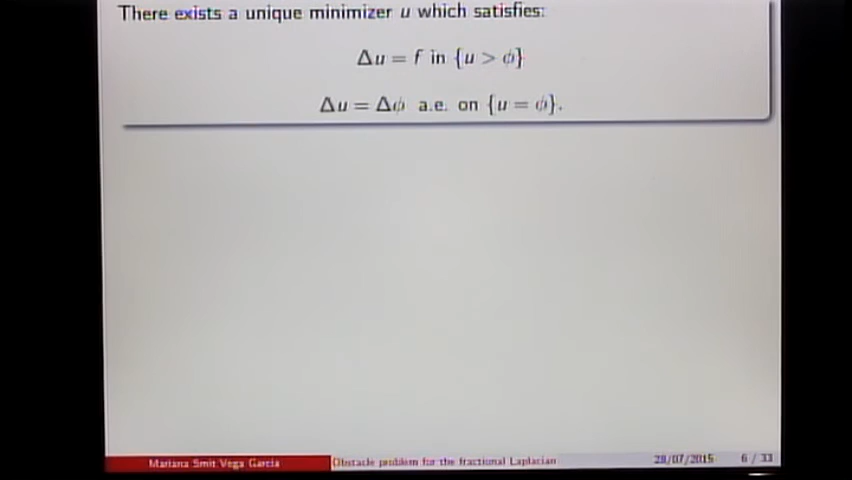 There exists a unique minimizer u which satisfies:
Δu = f in {u > ϕ}
Δu = Δϕ a.e. on {u = ϕ}.
Mariana Smit Vega Garcia Obstacle problem for the fractional Laplacian 28/07/2015 6 / 33